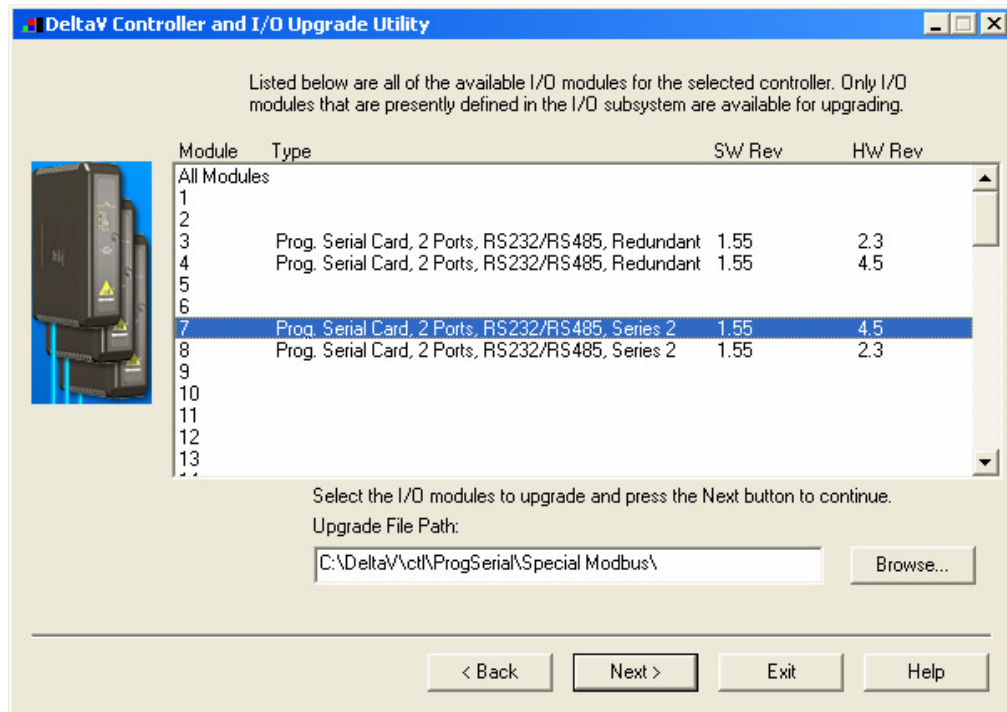 DeltaV Controller and I/O Upgrade Utility
Listed below are all of the available I/O modules for the selected controller. Only I/O
modules that are presently defined in the I/O subsystem are available for upgrading.
Module Type SW Rev HW Rev
All Modules
1
2
3 Prog. Serial Card, 2 Ports, RS232/RS485, Redundant 1.55 2.3
4 Prog. Serial Card, 2 Ports, RS232/RS485, Redundant 1.55 4.5
5
6
7 Prog. Serial Card, 2 Ports, RS232/RS485, Series 2 1.55 4.5
8 Prog. Serial Card, 2 Ports, RS232/RS485, Series 2 1.55 2.3
9
10
11
12
13
Select the I/O modules to upgrade and press the Next button to continue.
Upgrade File Path:
C:\DeltaV\ctl\ProgSerial\Special Modbus\
Browse...
< Back Next > Exit Help